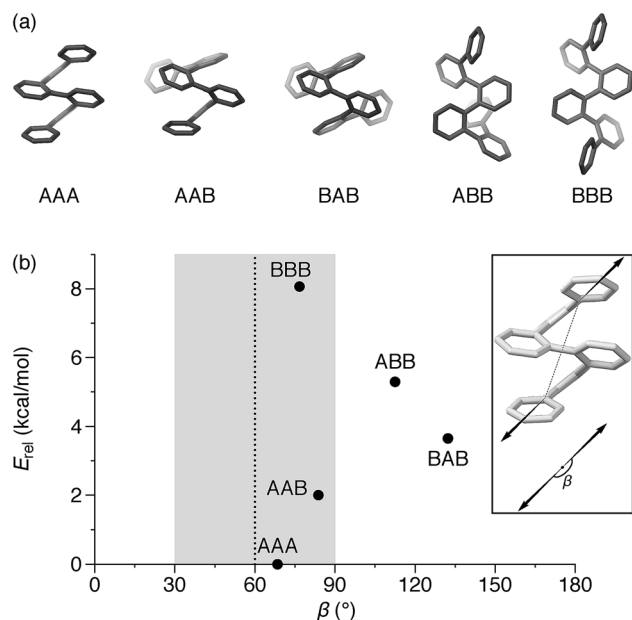 (a)
AAA AAB BAB ABB BBB
(b)
BBB
ABB
BAB
AAB
AAA
8
6
4
2
0
E_rel (kcal/mol)
0 30 60 90 120 150 180
β (°)
β